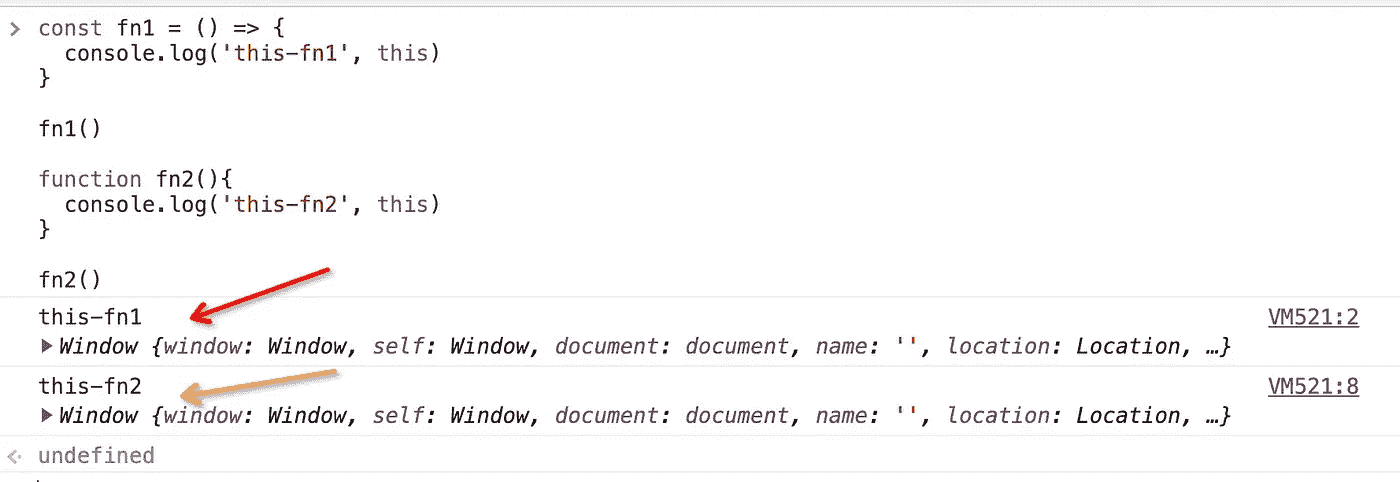 const fn1 = () => {
  console.log('this-fn1', this)
}
fn1()
function fn2(){
  console.log('this-fn2', this)
}
fn2()
this-fn1 VM521:2
Window {window: Window, self: Window, document: document, name: '', location: Location, …}
this-fn2 VM521:8
Window {window: Window, self: Window, document: document, name: '', location: Location, …}
undefined